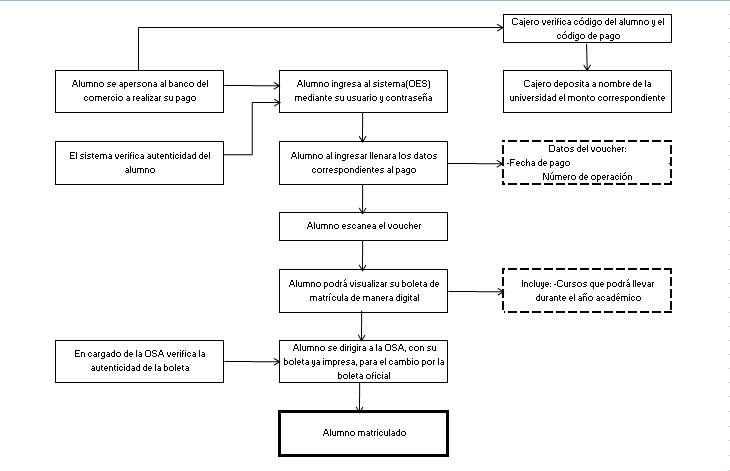 Cajero verifica código del alumno y el
código de pago
Alumno se apersona al banco del
comercio a realizar su pago
Alumno ingresa al sistema(OES)
mediante su usuario y contraseña
Cajero deposita a nombre de la
universidad el monto correspondiente
El sistema verifica autenticidad del
alumno
Alumno al ingresar llenara los datos
correspondientes al pago
Datos del voucher:
-Fecha de pago
Número de operación
Alumno escanea el voucher
Alumno podrá visualizar su boleta de
matrícula de manera digital
Incluye: -Cursos que podrá llevar
durante el año académico
En cargado de la OSA verifica la
autenticidad de la boleta
Alumno se dirigira a la OSA, con su
boleta ya impresa, para el cambio por la
boleta oficial
Alumno matriculado